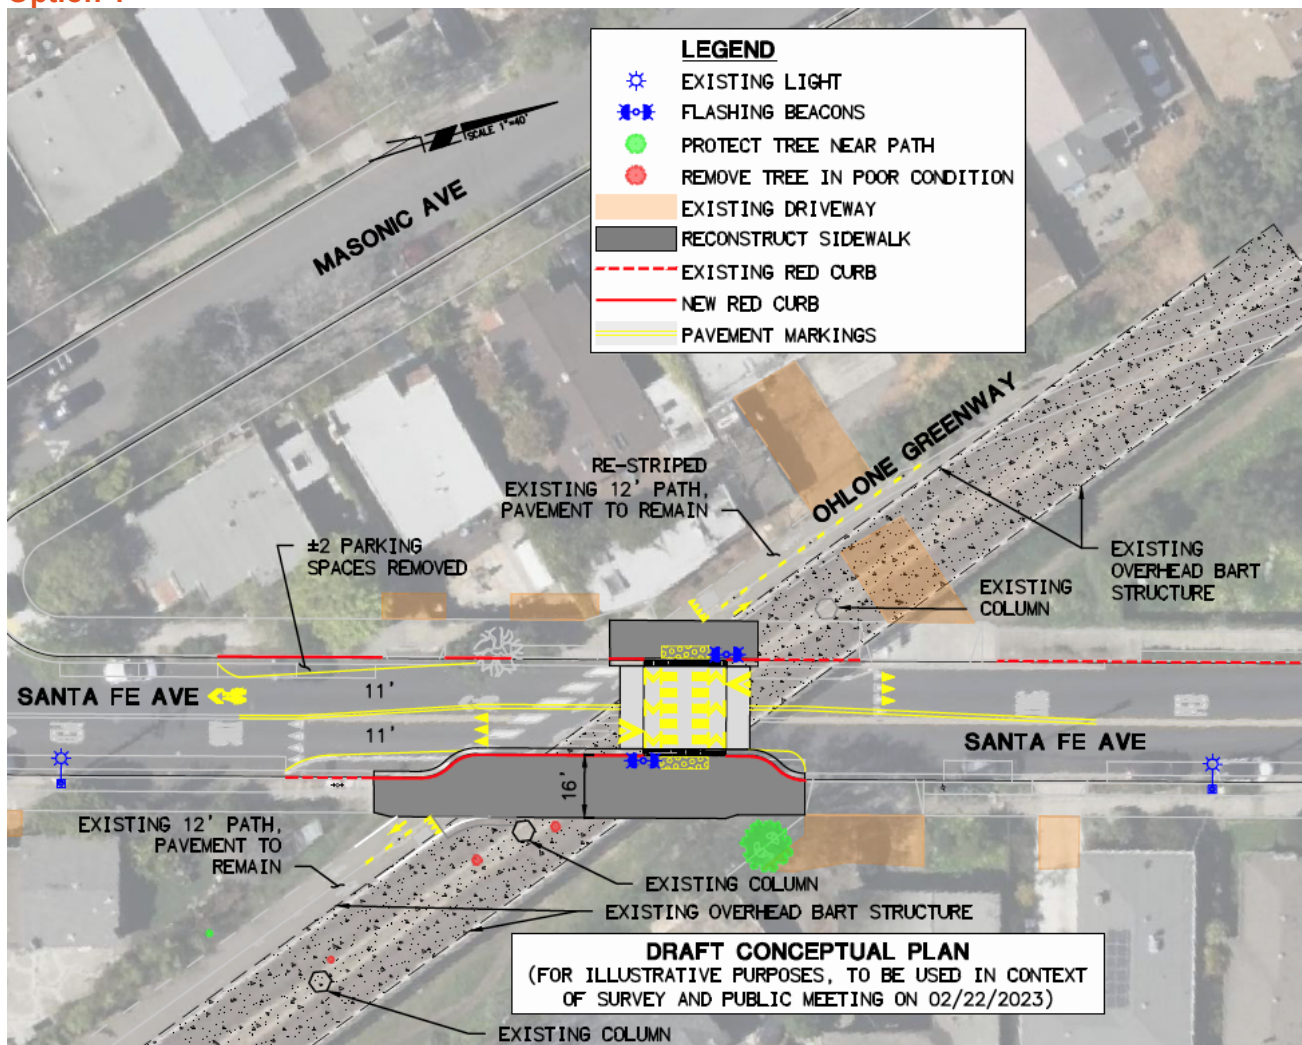 LEGEND
EXISTING LIGHT
FLASHING BEACONS
PROTECT TREE NEAR PATH
REMOVE TREE IN POOR CONDITION
EXISTING DRIVEWAY
RECONSTRUCT SIDEWALK
EXISTING RED CURB
NEW RED CURB
PAVEMENT MARKINGS
SCALE 1"=40'
MASONIC AVE
OHLONE GREENWAY
RE-STRIPED
EXISTING 12' PATH,
PAVEMENT TO REMAIN
±2 PARKING
SPACES REMOVED
EXISTING
OVERHEAD BART
STRUCTURE
EXISTING
COLUMN
SANTA FE AVE
11'
11'
SANTA FE AVE
16'
EXISTING 12' PATH,
PAVEMENT TO
REMAIN
EXISTING COLUMN
EXISTING OVERHEAD BART STRUCTURE
DRAFT CONCEPTUAL PLAN
(FOR ILLUSTRATIVE PURPOSES, TO BE USED IN CONTEXT
OF SURVEY AND PUBLIC MEETING ON 02/22/2023)
EXISTING COLUMN